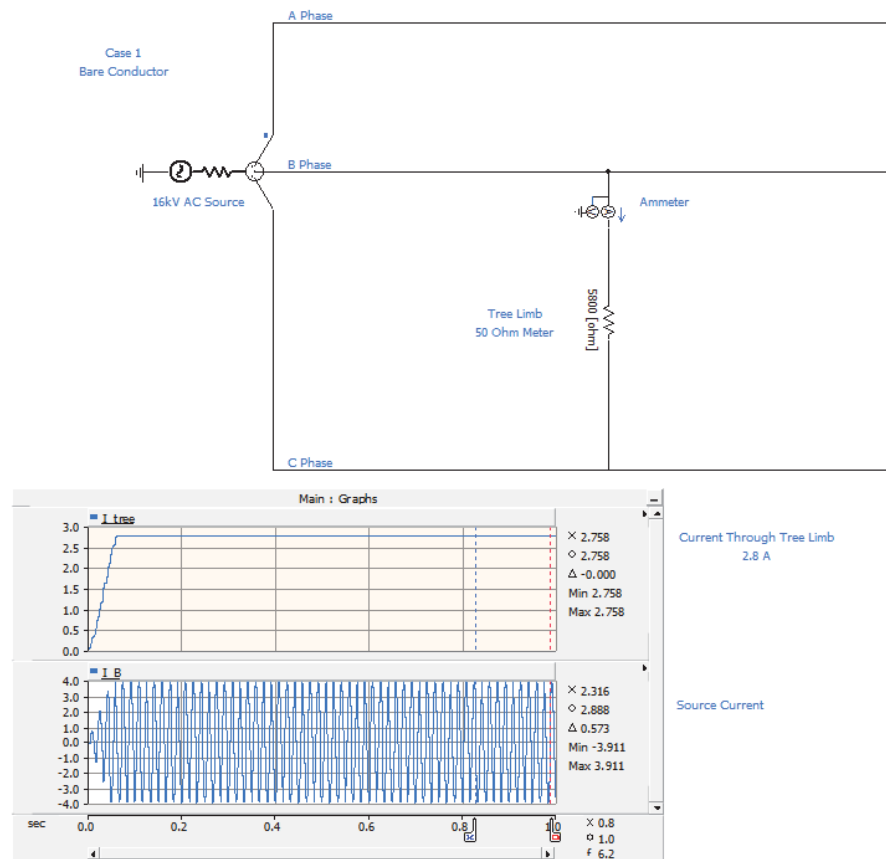 A Phase
Case 1
Bare Conductor
B Phase
16kV AC Source
Ammeter
5800 [ohm]
Tree Limb
50 Ohm Meter
C Phase
Main : Graphs
I tree
3.0
2.5
2.0
1.5
1.0
0.5
0.0
2.758
2.758
Δ -0.000
Min 2.758
Max 2.758
Current Through Tree Limb
2.8 A
I B
4.0
3.0
2.0
1.0
0.0
-1.0
-2.0
-3.0
-4.0
2.316
2.888
Δ 0.573
Min -3.911
Max 3.911
Source Current
sec 0.0 0.2 0.4 0.6 0.8 1.0
0.8
1.0
f 6.2